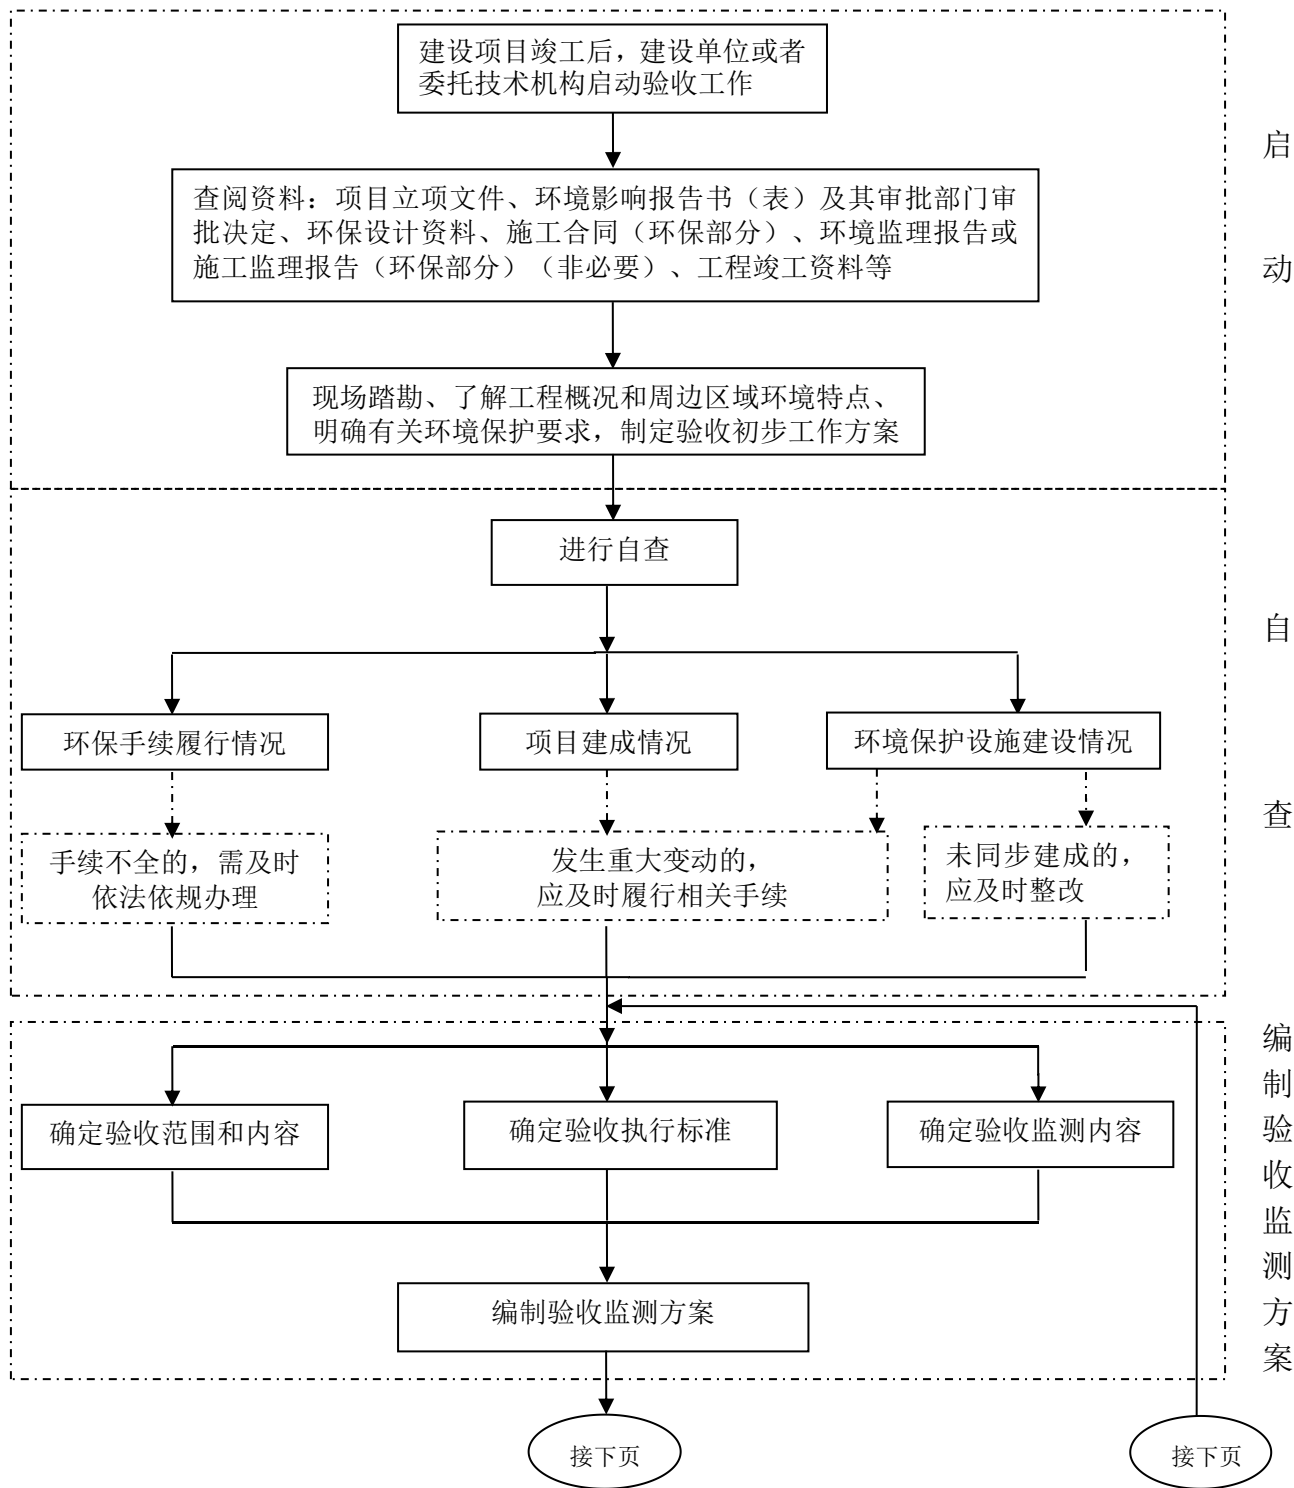 建设项目竣工后，建设单位或者
委托技术机构启动验收工作
启
动
查阅资料：项目立项文件、环境影响报告书（表）及其审批部门审
批决定、环保设计资料、施工合同（环保部分）、环境监理报告或
施工监理报告（环保部分）（非必要）、工程竣工资料等
现场踏勘、了解工程概况和周边区域环境特点、
明确有关环境保护要求，制定验收初步工作方案
进行自查
自
查
环保手续履行情况
项目建成情况
环境保护设施建设情况
手续不全的，需及时
依法依规办理
发生重大变动的，
应及时履行相关手续
未同步建成的，
应及时整改
编
制
验
收
监
测
方
案
确定验收范围和内容
确定验收执行标准
确定验收监测内容
编制验收监测方案
接下页
接下页